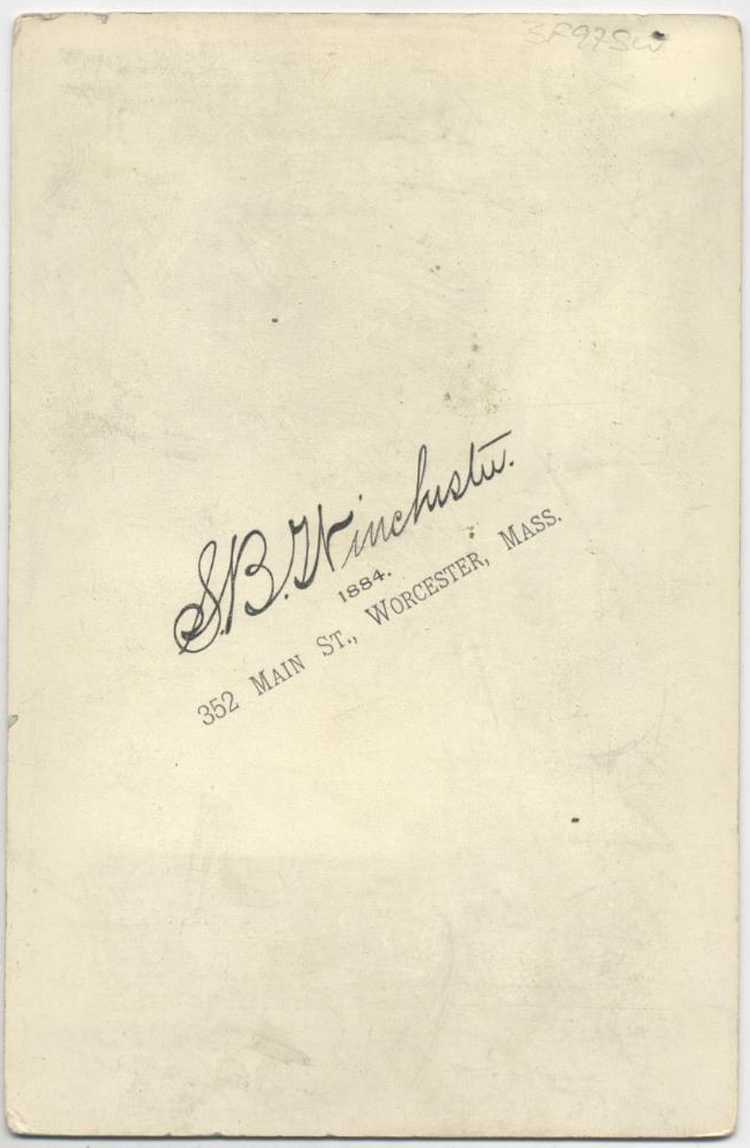 S.B. Winchester.
1884.
352 MAIN ST., WORCESTER, MASS.